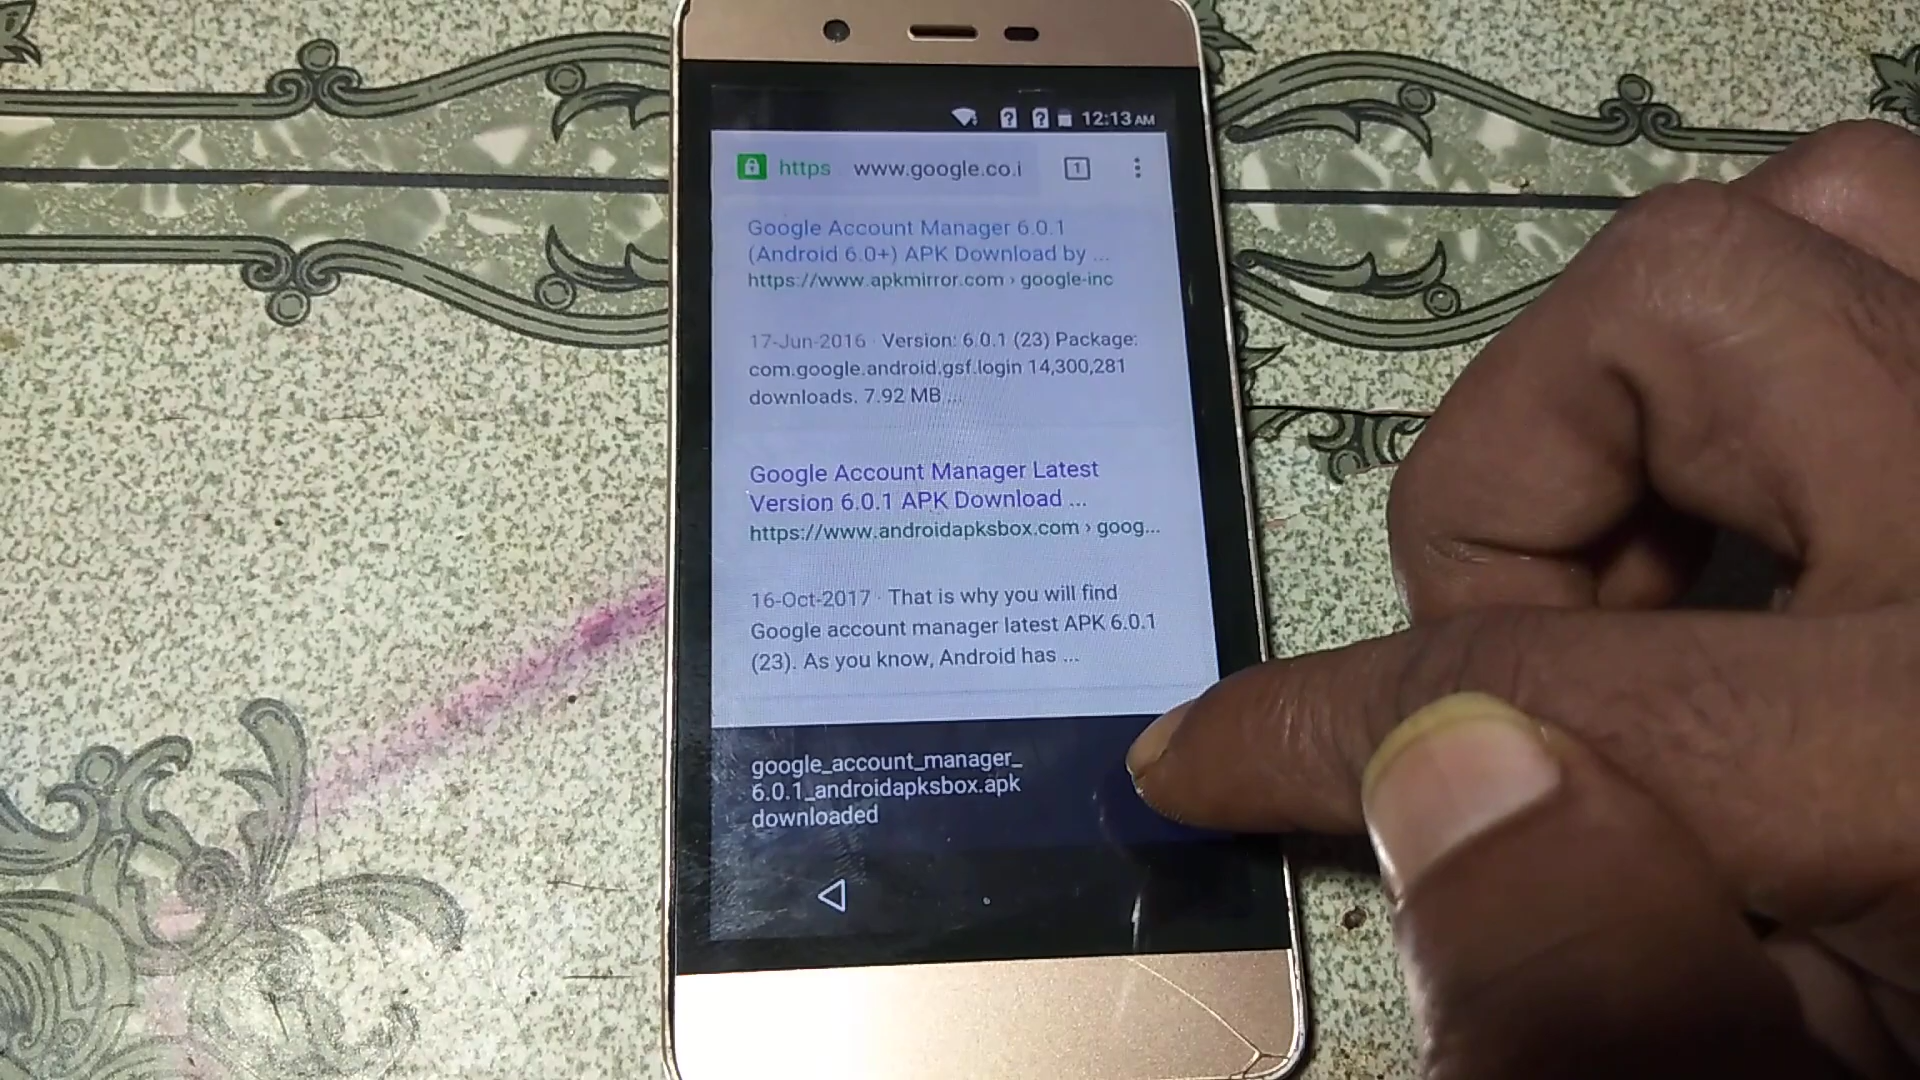 12:13 AM
https www.google.co.i 1
Google Account Manager 6.0.1
(Android 6.0+) APK Download by ...
https://www.apkmirror.com › google-inc
17-Jun-2016 · Version: 6.0.1 (23) Package:
com.google.android.gsf.login 14,300,281
downloads. 7.92 MB ...
Google Account Manager Latest
Version 6.0.1 APK Download ...
https://www.androidapksbox.com › goog...
16-Oct-2017 · That is why you will find
Google account manager latest APK 6.0.1
(23). As you know, Android has ...
google_account_manager_
6.0.1_androidapksbox.apk
downloaded